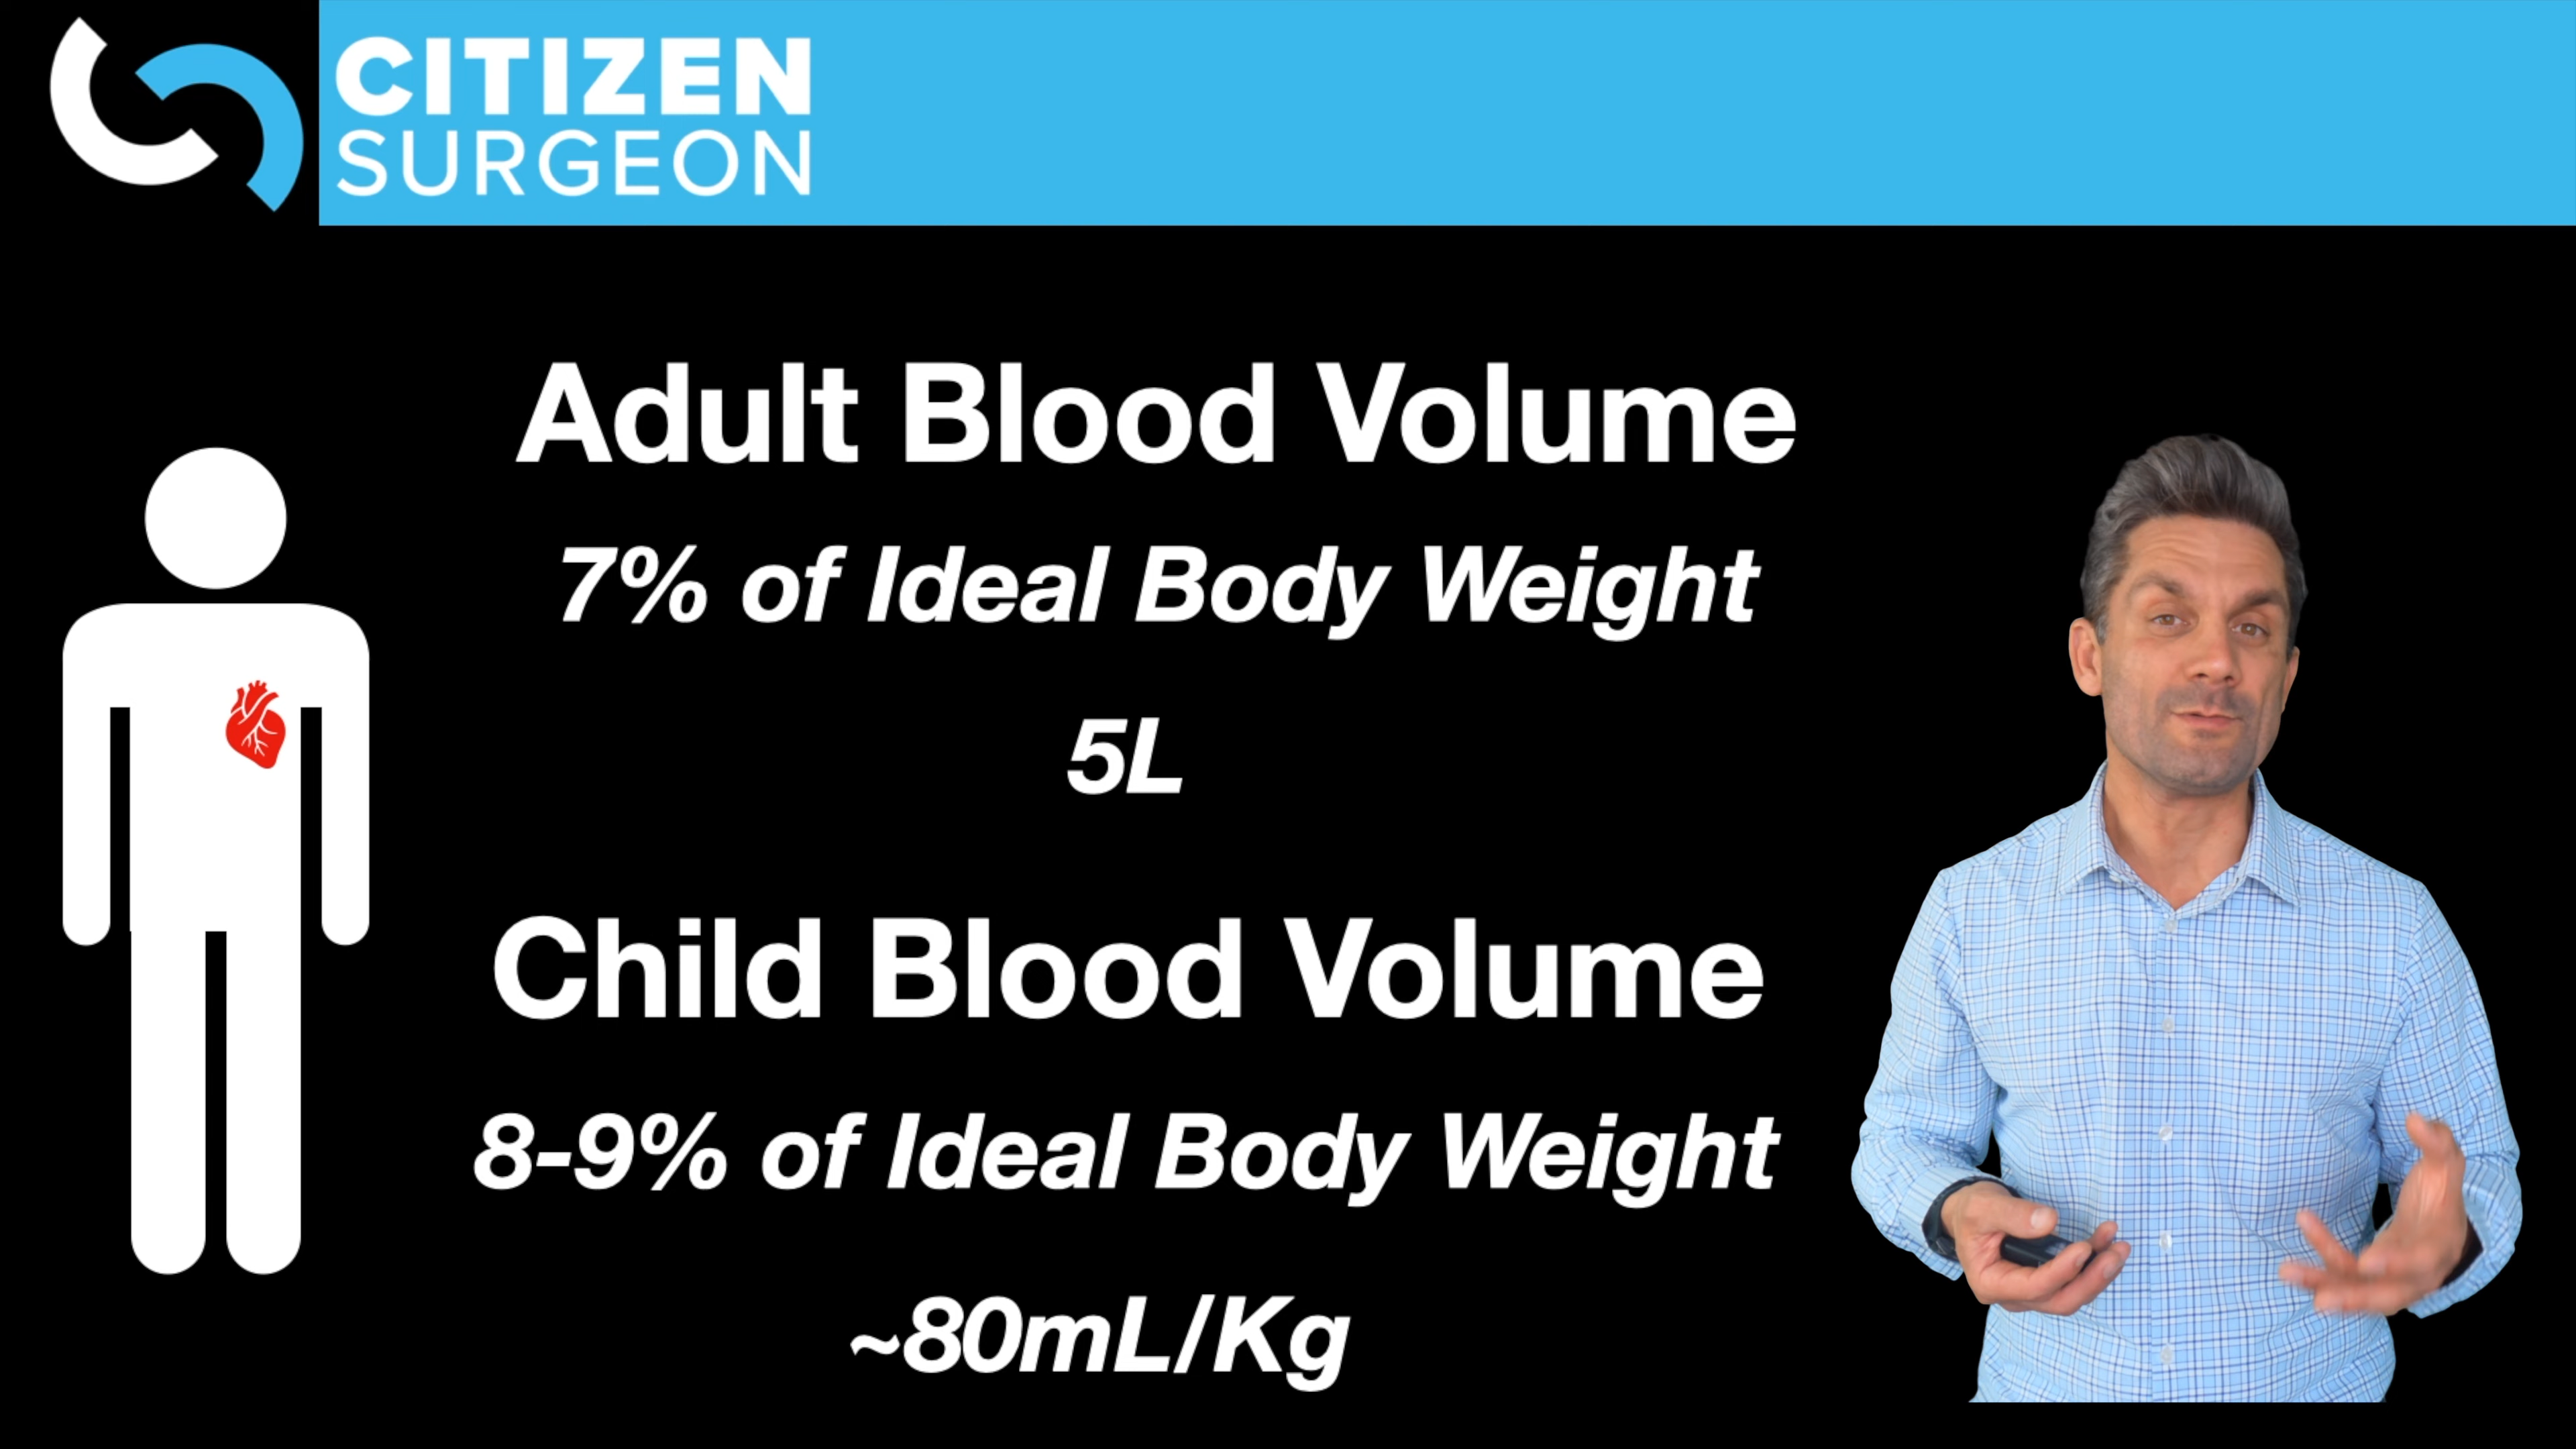 CITIZEN
SURGEON
Adult Blood Volume
7% of Ideal Body Weight
5L
Child Blood Volume
8-9% of Ideal Body Weight
~80mL/Kg